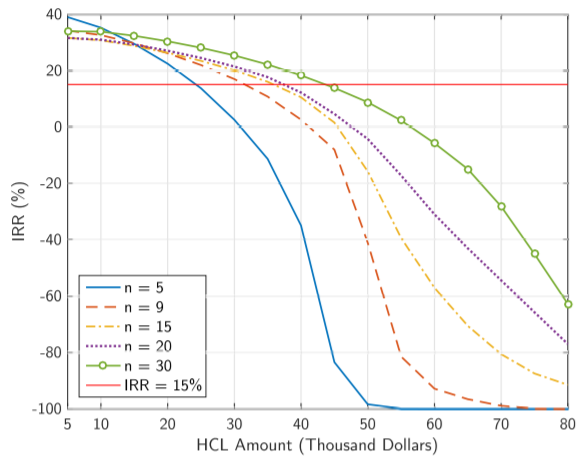 40
20
0
-20
-40
-60
-80
-100
IRR (%)
n = 5
n = 9
n = 15
n = 20
n = 30
IRR = 15%
5 10 20 30 40 50 60 70 80
HCL Amount (Thousand Dollars)